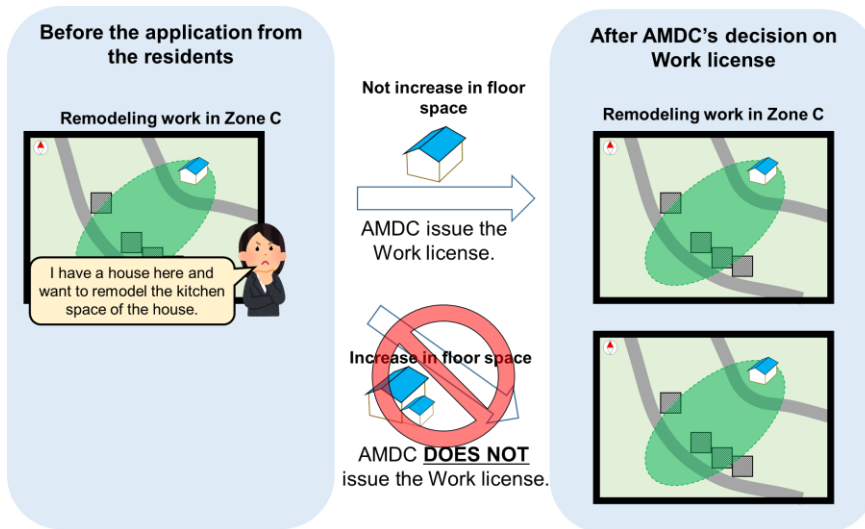 Before the application from
the residents
Remodeling work in Zone C
I have a house here and
want to remodel the kitchen
space of the house.
Not increase in floor
space
AMDC issue the
Work license.
Increase in floor space
AMDC DOES NOT
issue the Work license.
After AMDC's decision on
Work license
Remodeling work in Zone C